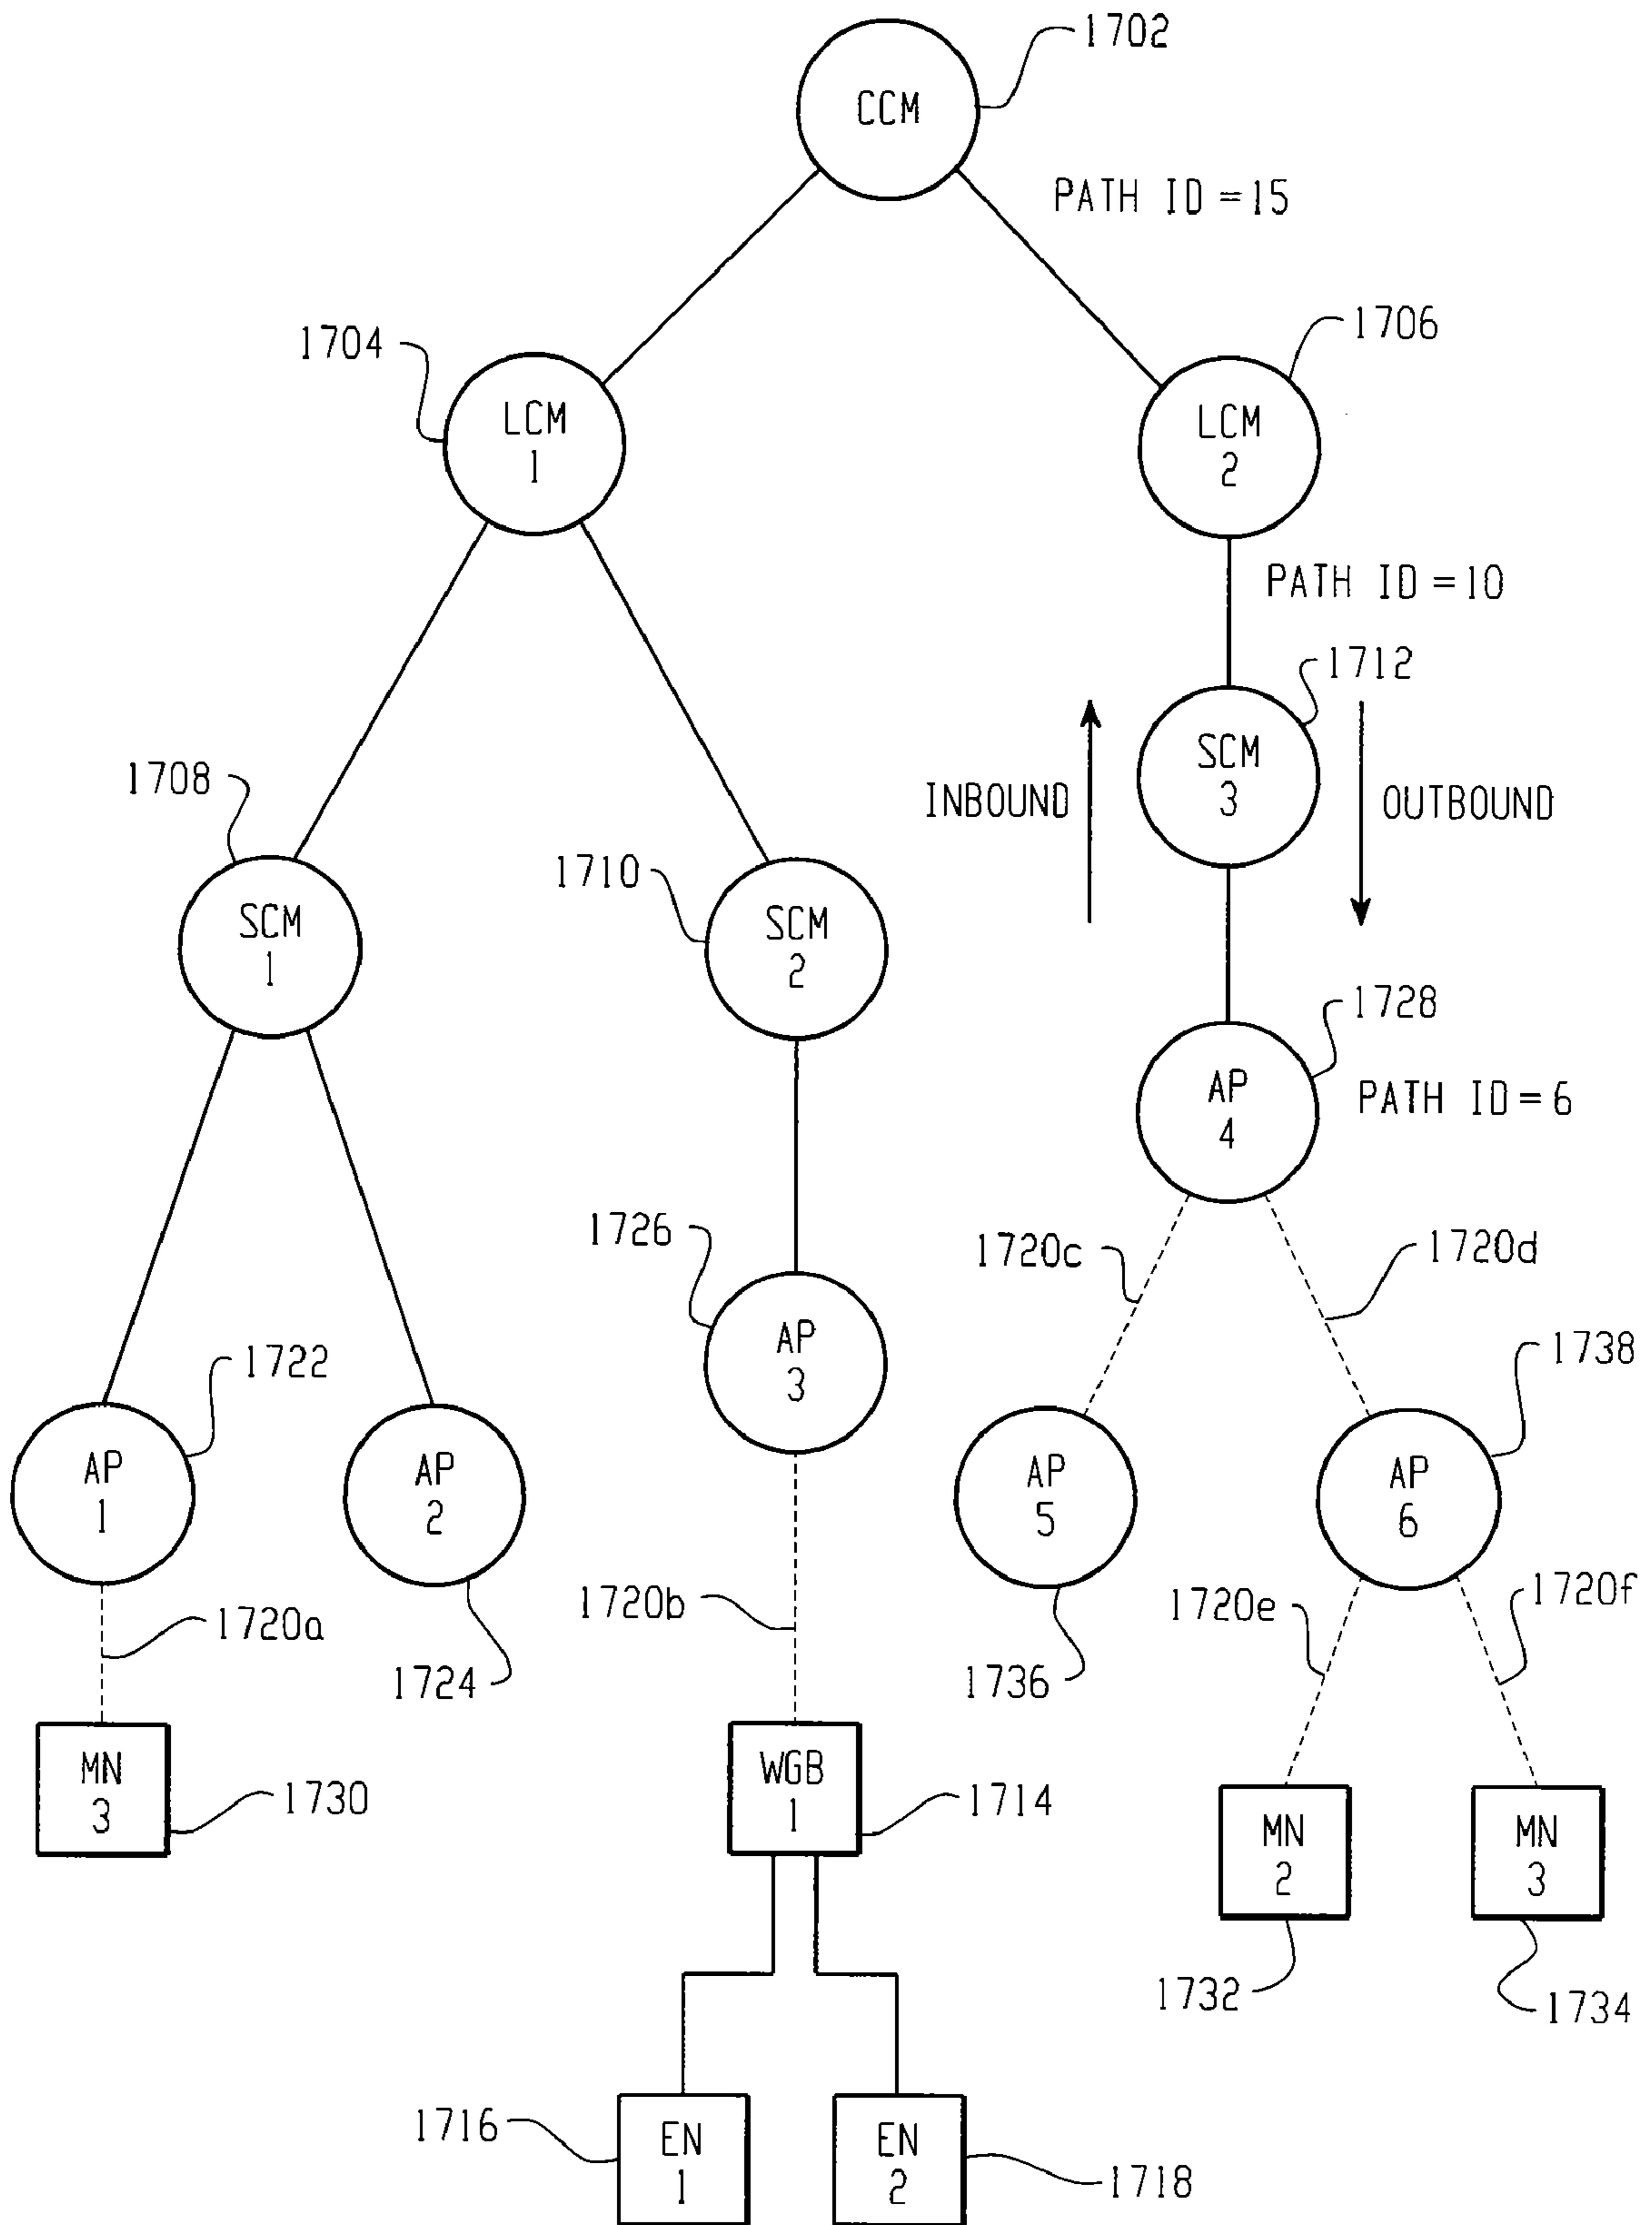 1702
CCM
PATH ID = 15
1704
1706
LCM
1
LCM
2
PATH ID = 10
1712
1708
SCM
3
INBOUND
OUTBOUND
1710
SCM
1
SCM
2
1728
AP
4
PATH ID = 6
1726
1720c
1720d
1722
AP
3
1738
AP
1
AP
2
AP
5
AP
6
1720a
1720b
1720e
1720f
1724
1736
MN
3
1730
WGB
1
1714
MN
2
MN
3
1732
1734
1716
EN
1
EN
2
1718